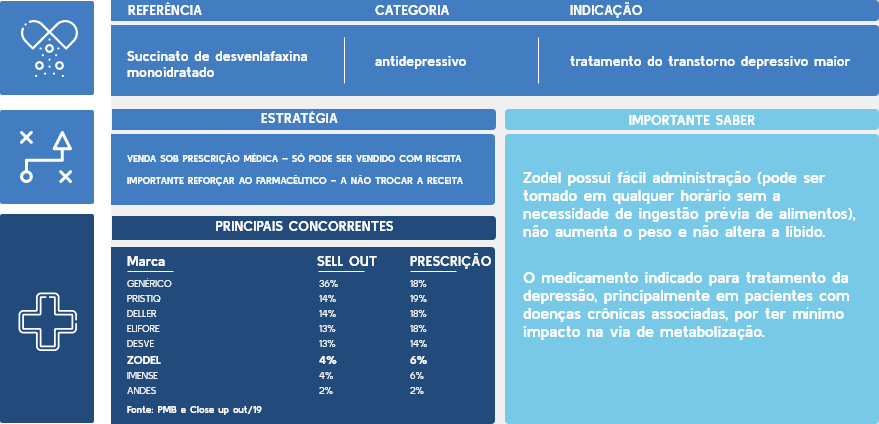 REFERÊNCIA CATEGORIA INDICAÇÃO
Succinato de desvenlafaxina
monoidratado
antidepressivo
tratamento do transtorno depressivo maior
ESTRATÉGIA
VENDA SOB PRESCRIÇÃO MÉDICA – SÓ PODE SER VENDIDO COM RECEITA
IMPORTANTE REFORÇAR AO FARMACÊUTICO – A NÃO TROCAR A RECEITA
PRINCIPAIS CONCORRENTES
Marca SELL OUT PRESCRIÇÃO
GENÉRICO 36% 18%
PRISTIQ 14% 19%
DELLER 14% 18%
ELIFORE 13% 18%
DESVE 13% 14%
ZODEL 4% 6%
IMENSE 4% 6%
ANDES 2% 2%
Fonte: PMB e Close up out/19
IMPORTANTE SABER
Zodel possui fácil administração (pode ser
tomado em qualquer horário sem a
necessidade de ingestão prévia de alimentos),
não aumenta o peso e não altera a libido.
O medicamento indicado para tratamento da
depressão, principalmente em pacientes com
doenças crônicas associadas, por ter mínimo
impacto na via de metabolização.